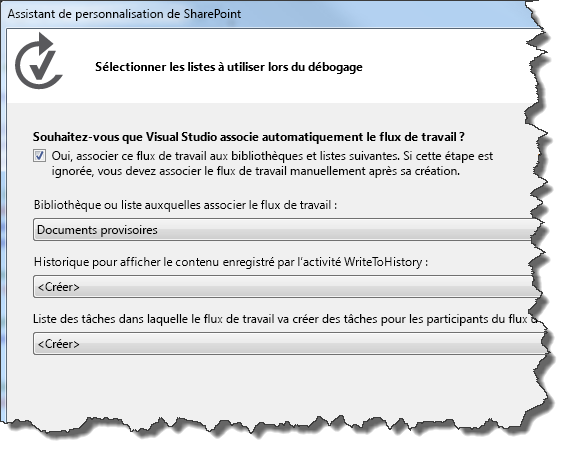 Assistant de personnalisation de SharePoint
Sélectionner les listes à utiliser lors du débogage
Souhaitez-vous que Visual Studio associe automatiquement le flux de travail ?
Oui, associer ce flux de travail aux bibliothèques et listes suivantes. Si cette étape est
ignorée, vous devez associer le flux de travail manuellement après sa création.
Bibliothèque ou liste auxquelles associer le flux de travail :
Documents provisoires
Historique pour afficher le contenu enregistré par l'activité WriteToHistory :
<Créer>
Liste des tâches dans laquelle le flux de travail va créer des tâches pour les participants du flux
<Créer>